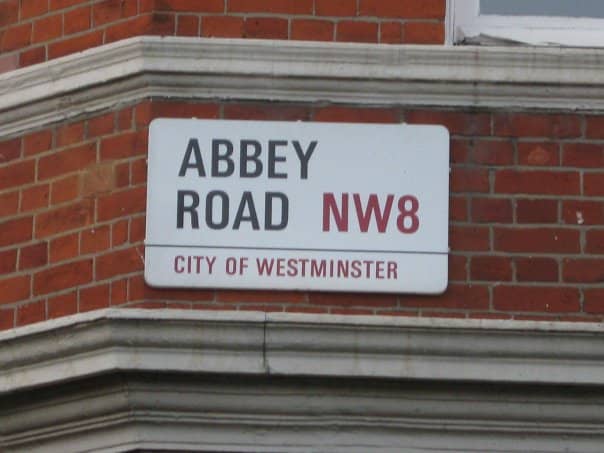 ABBEY
ROAD NW8
CITY OF WESTMINSTER